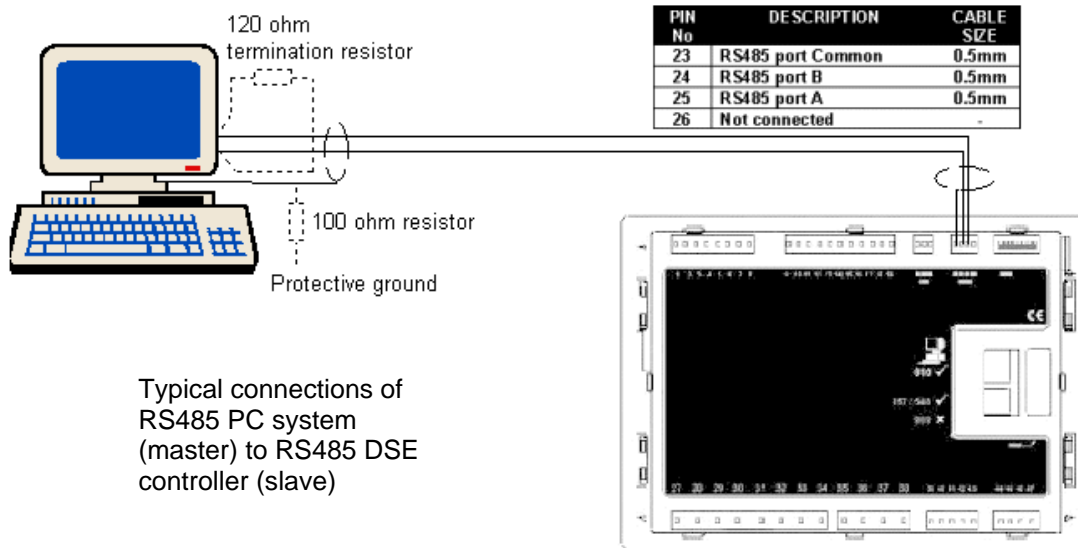 120 ohm
termination resistor
PIN No DESCRIPTION CABLE SIZE
23 RS485 port Common 0.5mm
24 RS485 port B 0.5mm
25 RS485 port A 0.5mm
26 Not connected -
100 ohm resistor
Protective ground
CE
Typical connections of
RS485 PC system
(master) to RS485 DSE
controller (slave)
810 ✓
27 28 29 30 31 32 33 34 35 36 37 38